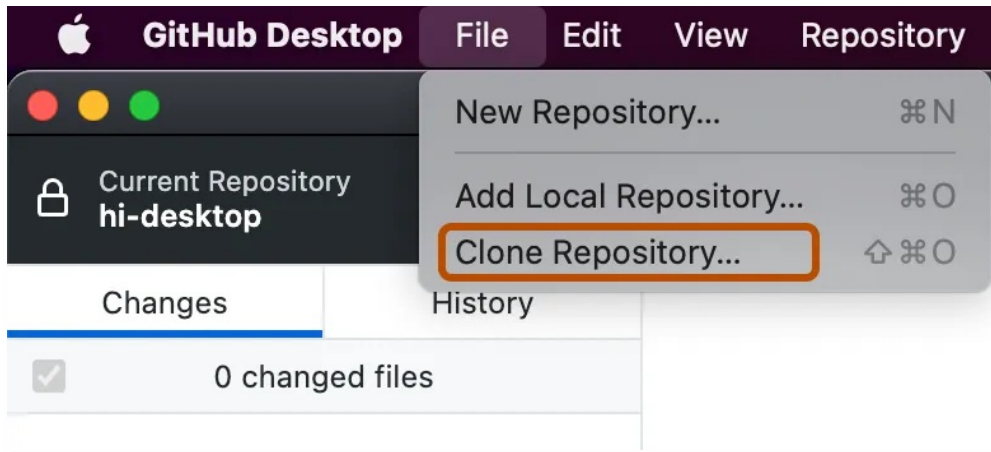 GitHub Desktop File Edit View Repository
New Repository... ⌘N
Current Repository
hi-desktop
Add Local Repository... ⌘O
Clone Repository... ⇧⌘O
Changes History
0 changed files